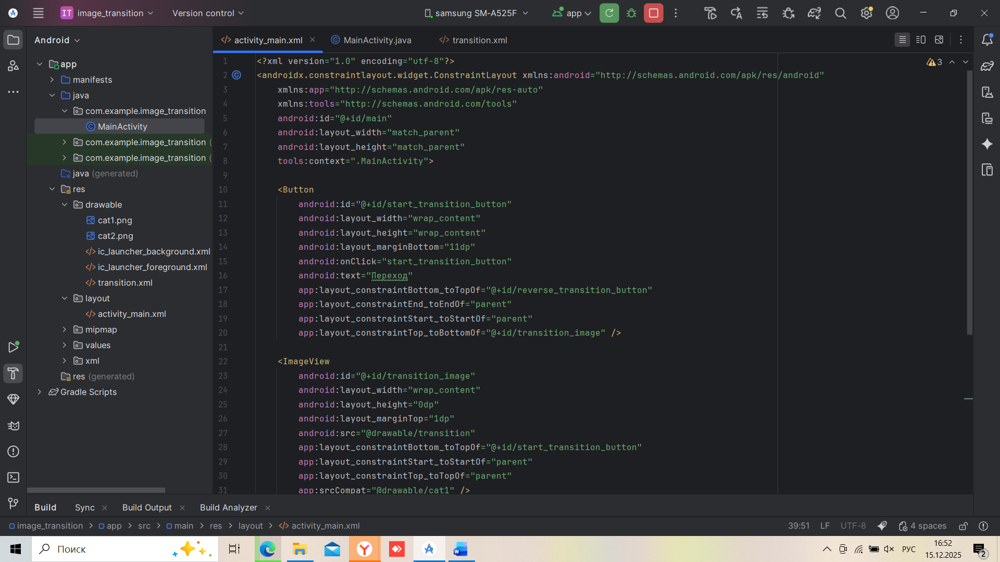 IT image_transition
Version control
samsung SM-A525F
app
Android
app
manifests
java
com.example.image_transition
MainActivity
com.example.image_transition (
com.example.image_transition (
java (generated)
res
drawable
cat1.png
cat2.png
ic_launcher_background.xml
ic_launcher_foreground.xml
transition.xml
layout
activity_main.xml
mipmap
values
xml
res (generated)
Gradle Scripts
activity_main.xml
MainActivity.java
transition.xml
3
1 <?xml version="1.0" encoding="utf-8"?>
2 <androidx.constraintlayout.widget.ConstraintLayout xmlns:android="http://schemas.android.com/apk/res/android"
3 xmlns:app="http://schemas.android.com/apk/res-auto"
4 xmlns:tools="http://schemas.android.com/tools"
5 android:id="@+id/main"
6 android:layout_width="match_parent"
7 android:layout_height="match_parent"
8 tools:context=".MainActivity">
9
10 <Button
11 android:id="@+id/start_transition_button"
12 android:layout_width="wrap_content"
13 android:layout_height="wrap_content"
14 android:layout_marginBottom="11dp"
15 android:onClick="start_transition_button"
16 android:text="Переход"
17 app:layout_constraintBottom_toTopOf="@+id/reverse_transition_button"
18 app:layout_constraintEnd_toEndOf="parent"
19 app:layout_constraintStart_toStartOf="parent"
20 app:layout_constraintTop_toBottomOf="@+id/transition_image" />
21
22 <ImageView
23 android:id="@+id/transition_image"
24 android:layout_width="wrap_content"
25 android:layout_height="0dp"
26 android:layout_marginTop="1dp"
27 android:src="@drawable/transition"
28 app:layout_constraintBottom_toTopOf="@+id/start_transition_button"
29 app:layout_constraintStart_toStartOf="parent"
30 app:layout_constraintTop_toTopOf="parent"
31 app:srcCompat="@drawable/cat1" />
Build
Sync
Build Output
Build Analyzer
image_transition > app > src > main > res > layout > activity_main.xml
39:51
LF
UTF-8
4 spaces
Поиск
РУС
16:52
15.12.2025
2